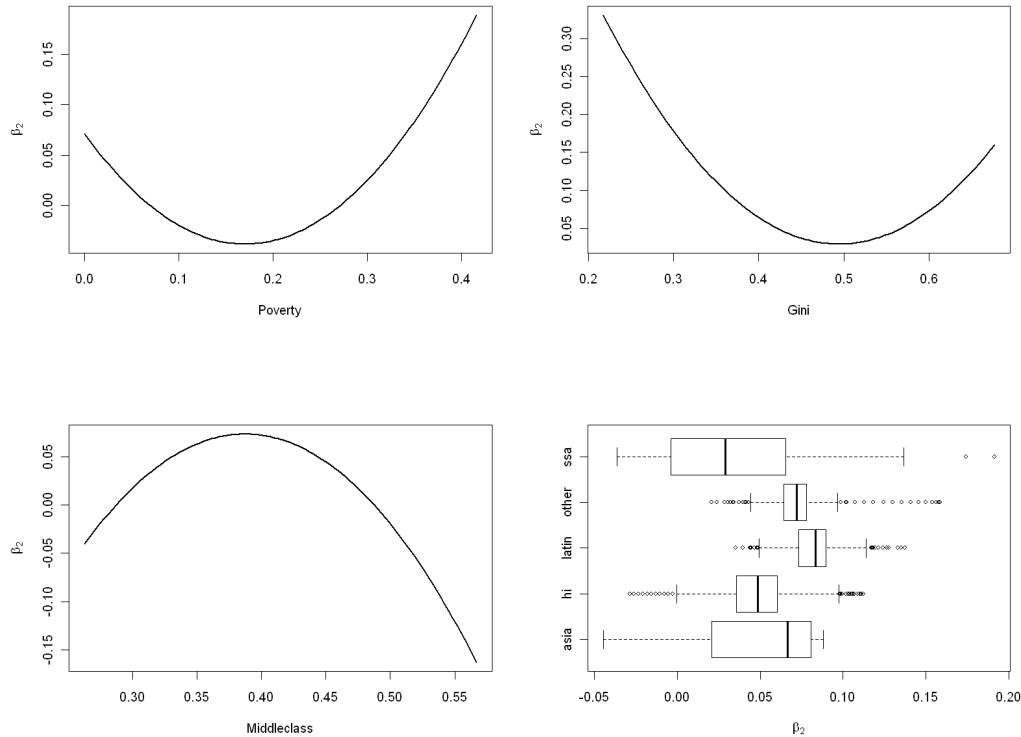 β2
0.00 0.05 0.10 0.15
0.0 0.1 0.2 0.3 0.4
Poverty
β2
0.05 0.10 0.15 0.20 0.25 0.30
0.2 0.3 0.4 0.5 0.6
Gini
β2
-0.15 -0.10 -0.05 0.00 0.05
0.30 0.35 0.40 0.45 0.50 0.55
Middleclass
asia hi latin other ssa
-0.05 0.00 0.05 0.10 0.15 0.20
β2